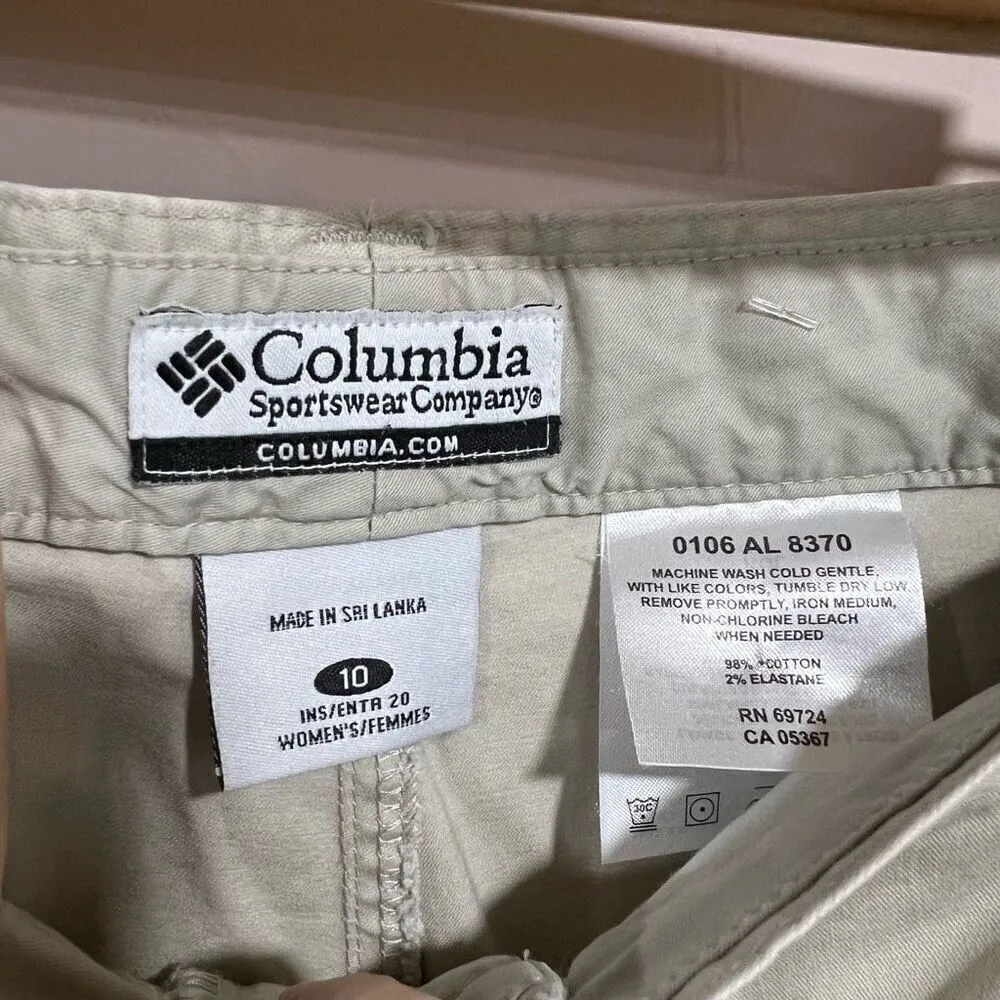 Columbia
Sportswear Company®
COLUMBIA.COM
MADE IN SRI LANKA
10
INS/ENTR 20
WOMEN'S/FEMMES
0106 AL 8370
MACHINE WASH COLD GENTLE,
WITH LIKE COLORS, TUMBLE DRY LOW
REMOVE PROMPTLY, IRON MEDIUM,
NON-CHLORINE BLEACH
WHEN NEEDED
98% COTTON
2% ELASTANE
RN 69724
CA 05367
30C